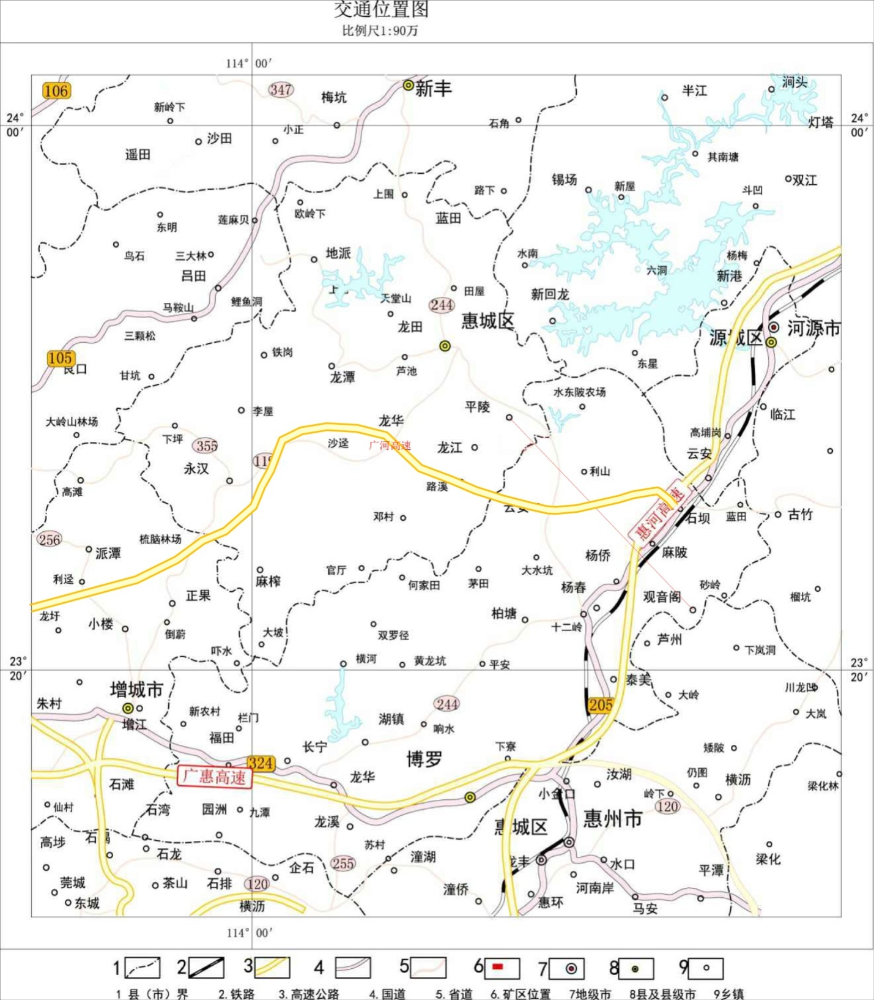 交通位置图
比例尺1:90万
114° 00′
106
347
新丰
梅坑
半江
涧头
新岭下
24°
00′
小正
石角
灯塔
24°
00′
沙田
遥田
其南塘
锡场
新屋
双江
上围
路下
斗凹
莲麻贝
欧岭下
蓝田
东明
鸟石
三大林
地派
水南
杨梅
六洞
新港
吕田
田屋
新回龙
鲤鱼洞
马鞍山
天堂山
244
三颗松
龙田
惠城区
源城区
河源市
105
铁岗
良口
甘坑
龙潭
芦池
东星
水东陂农场
李屋
平陵
临江
大岭山林场
龙华
下坪
355
沙迳
广河高速
龙江
高埔岗
云安
永汉
利山
高滩
路溪
惠河高速
邓村
石坝
蓝田
古竹
256
梳脑林场
派潭
杨侨
麻陂
利迳
麻榨
官厅
何家田
茅田
大水坑
杨春
观音阁
砂岭
榴坑
正果
龙圩
小楼
倒蔚
大坡
双罗径
柏塘
十二岭
芦州
吓水
横河
黄龙坑
平安
下岚洞
23°
20′
23°
20′
泰美
增城市
朱村
川龙凹
大岭
205
244
新农村
栏门
增江
湖镇
响水
大岚
福田
长宁
博罗
下寮
矮陂
324
广惠高速
龙华
汝湖
仍图
横沥
石滩
梁化林
小金口
岭下
仙村
石湾
园洲
九潭
120
龙溪
惠城区
惠州市
高埗
石龙
苏村
潼湖
255
企石
水口
梁化
平潭
莞城
茶山
石排
120
河南岸
东城
横沥
潼侨
惠环
马安
114° 00′
1 2 3 4 5 6 7 8 9
1 县（市）界 2.铁路 3.高速公路 4.国道 5.省道 6.矿区位置 7地级市 8县及县级市 9乡镇